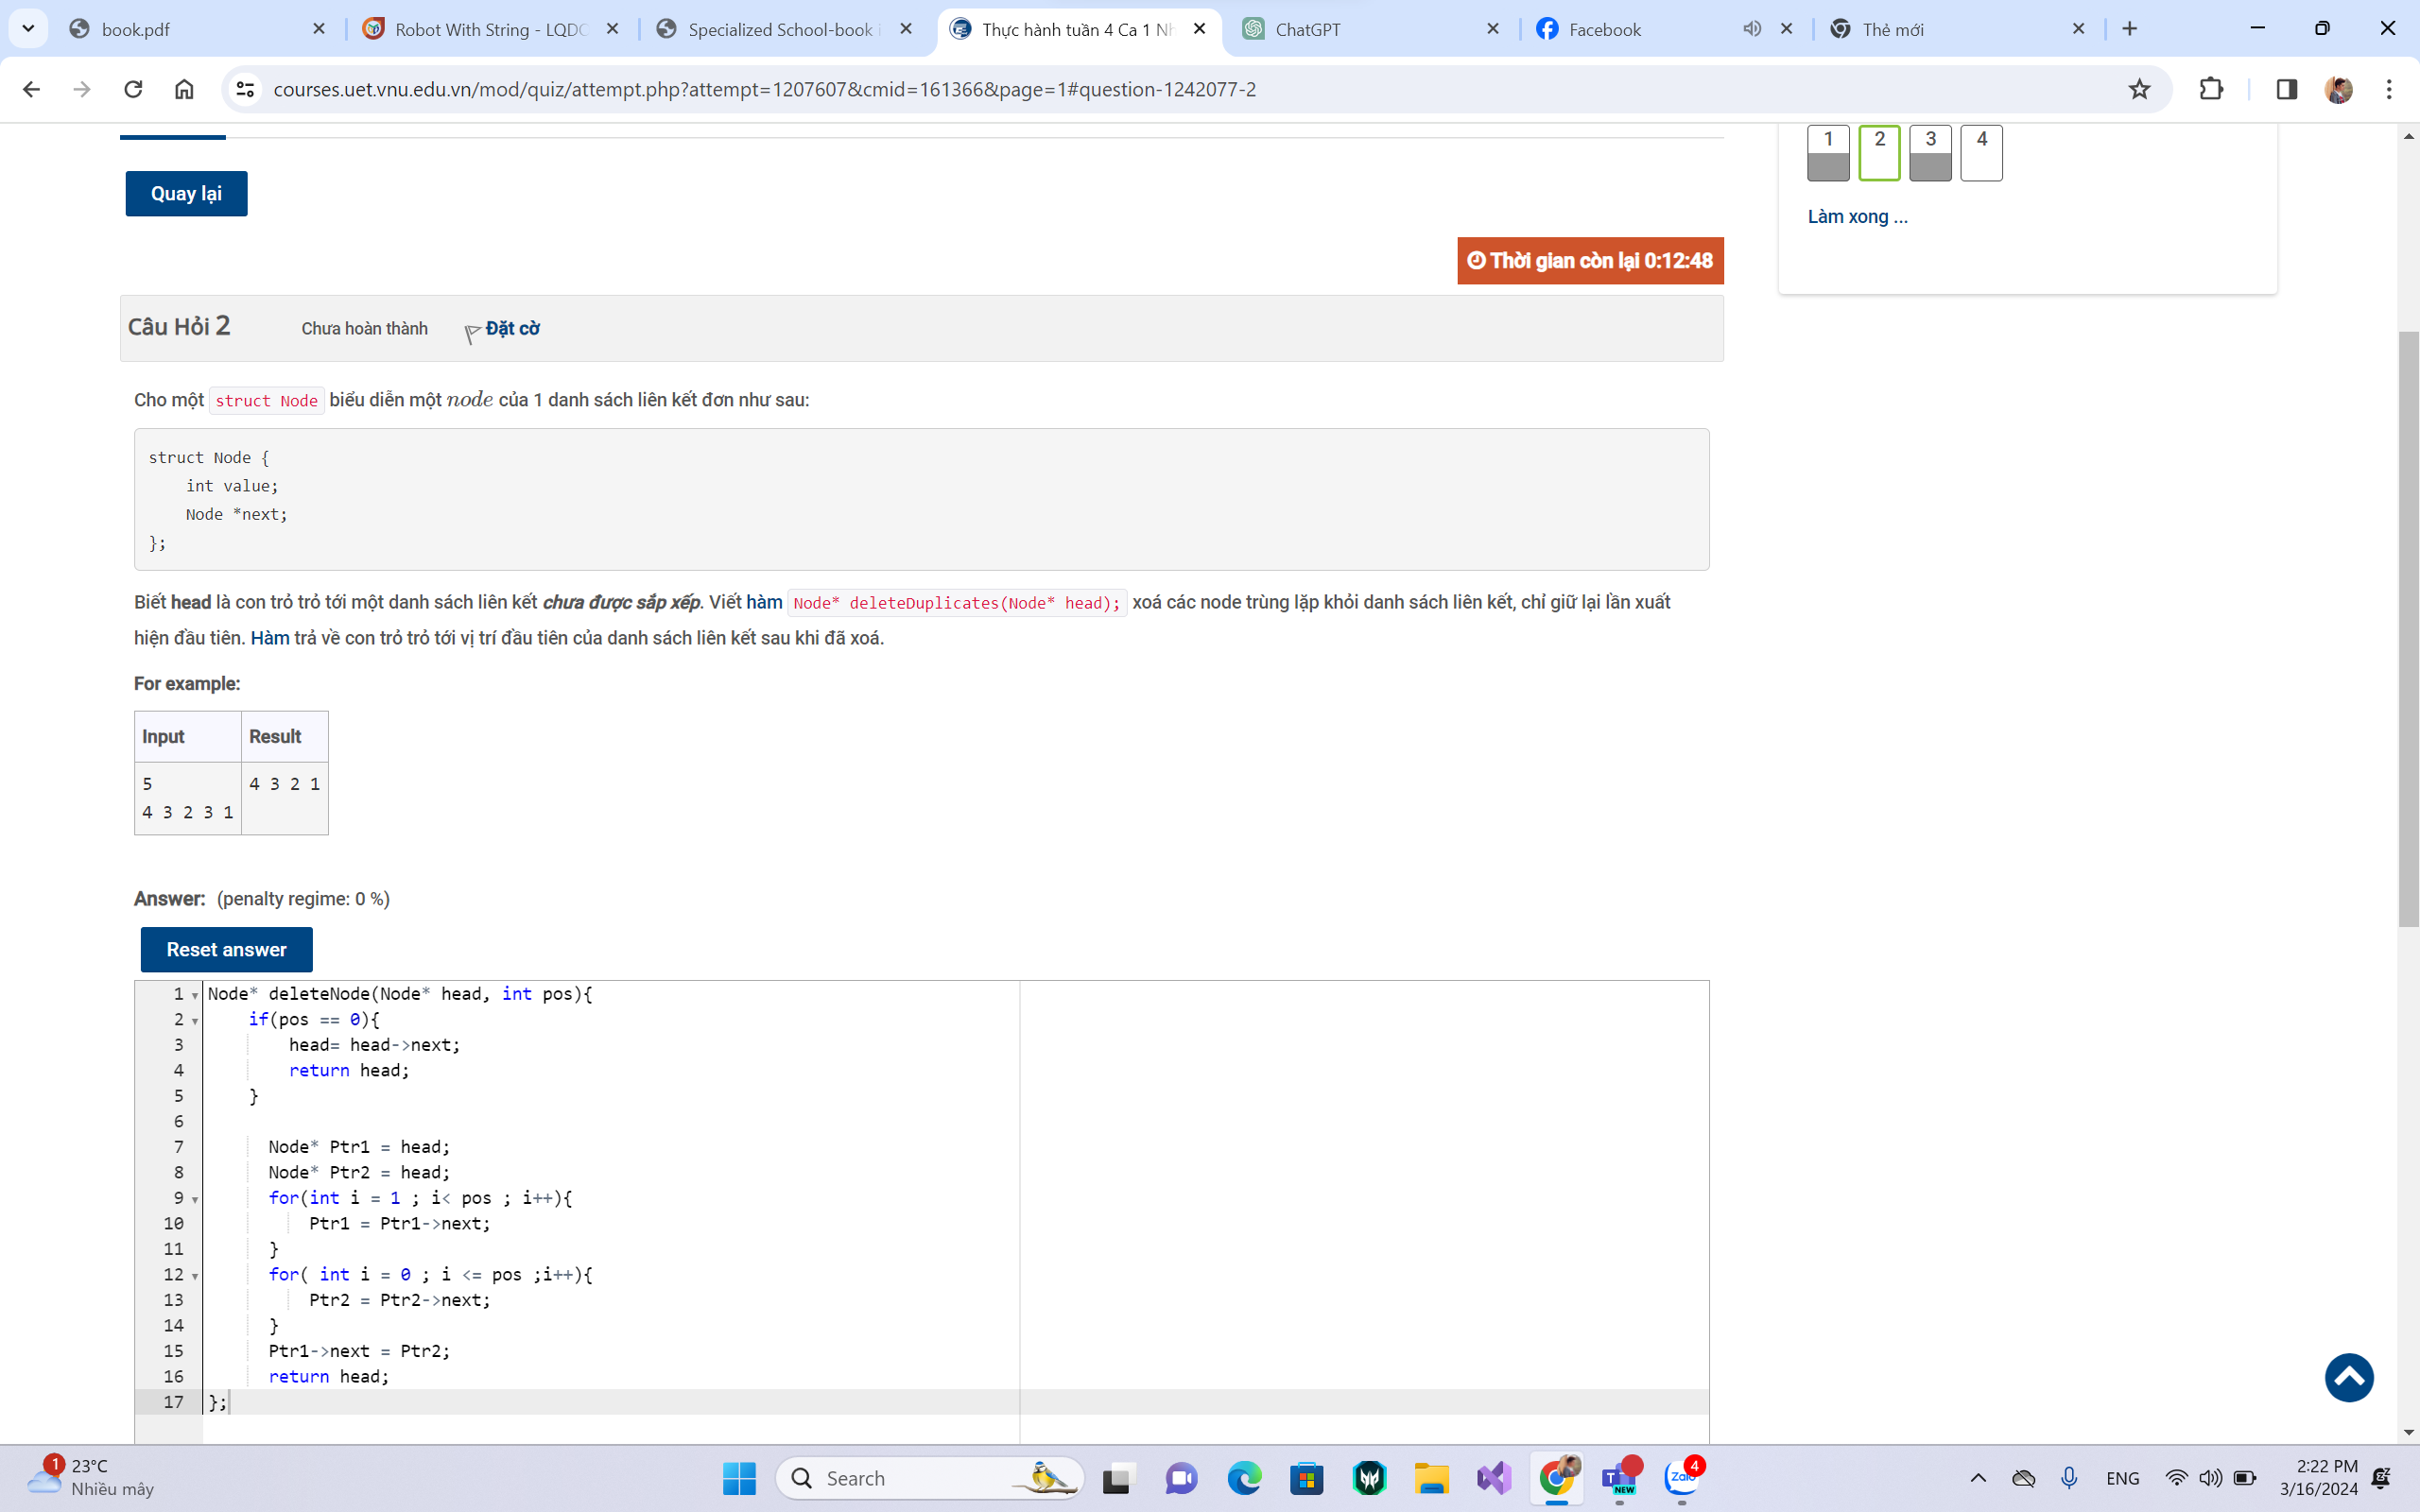 book.pdf
Robot With String - LQDO
Specialized School-book i
Thực hành tuần 4 Ca 1 Nh
ChatGPT
Facebook
Thẻ mới
courses.uet.vnu.edu.vn/mod/quiz/attempt.php?attempt=1207607&cmid=161366&page=1#question-1242077-2
1 2 3 4
Quay lại
Làm xong ...
Thời gian còn lại 0:12:48
Câu Hỏi 2 Chưa hoàn thành Đặt cờ
Cho một struct Node biểu diễn một node của 1 danh sách liên kết đơn như sau:
struct Node {
int value;
Node *next;
};
Biết head là con trỏ trỏ tới một danh sách liên kết chưa được sắp xếp. Viết hàm Node* deleteDuplicates(Node* head); xoá các node trùng lặp khỏi danh sách liên kết, chỉ giữ lại lần xuất
hiện đầu tiên. Hàm trả về con trỏ trỏ tới vị trí đầu tiên của danh sách liên kết sau khi đã xoá.
For example:
Input Result
5 4 3 2 1
4 3 2 3 1
Answer: (penalty regime: 0 %)
Reset answer
1 Node* deleteNode(Node* head, int pos){
2 if(pos == 0){
3 head= head->next;
4 return head;
5 }
6
7 Node* Ptr1 = head;
8 Node* Ptr2 = head;
9 for(int i = 1 ; i< pos ; i++){
10 Ptr1 = Ptr1->next;
11 }
12 for( int i = 0 ; i <= pos ;i++){
13 Ptr2 = Ptr2->next;
14 }
15 Ptr1->next = Ptr2;
16 return head;
17 };
1
23°C
Nhiều mây
Search
NEW
Zalo
4
ENG
2:22 PM
3/16/2024